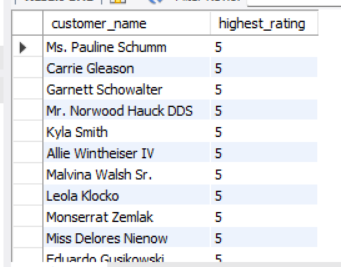 customer_name highest_rating
Ms. Pauline Schumm 5
Carrie Gleason 5
Garnett Schowalter 5
Mr. Norwood Hauck DDS 5
Kyla Smith 5
Allie Wintheiser IV 5
Malvina Walsh Sr. 5
Leola Klocko 5
Monserrat Zemlak 5
Miss Delores Nienow 5
Eduardo Gusikowski 5